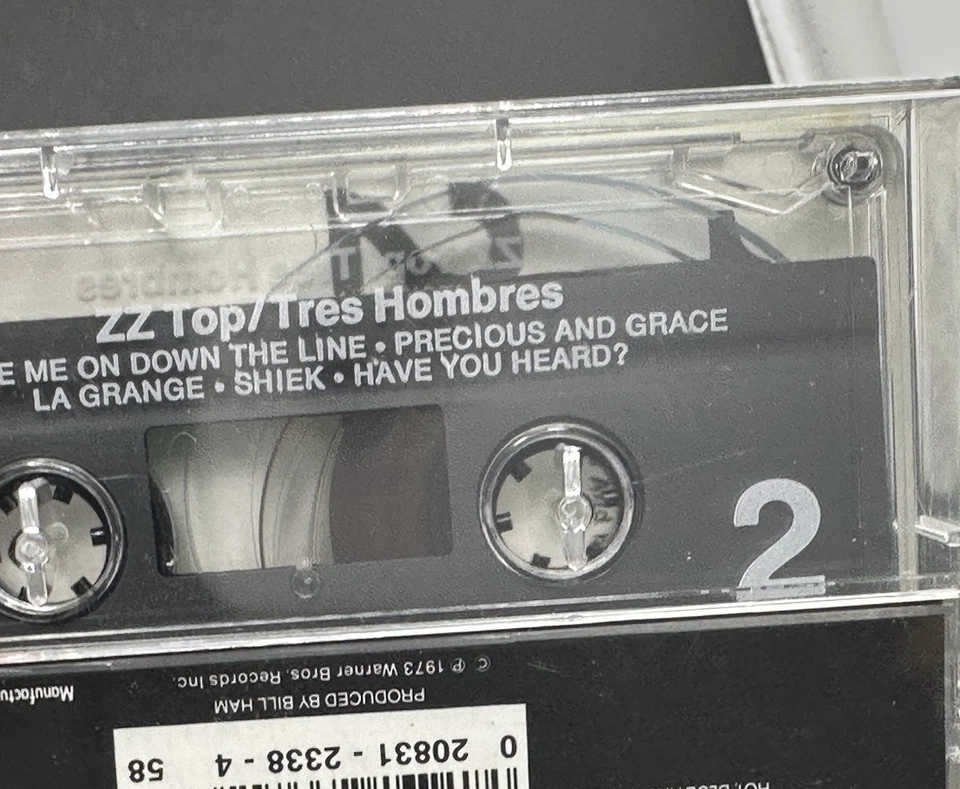 ZZ Top/Tres Hombres
E ME ON DOWN THE LINE • PRECIOUS AND GRACE
LA GRANGE • SHIEK • HAVE YOU HEARD?
2
© ℗ 1973 Warner Bros. Records Inc.
PRODUCED BY BILL HAM
Manufactu
0 20831 - 2338 - 4 58